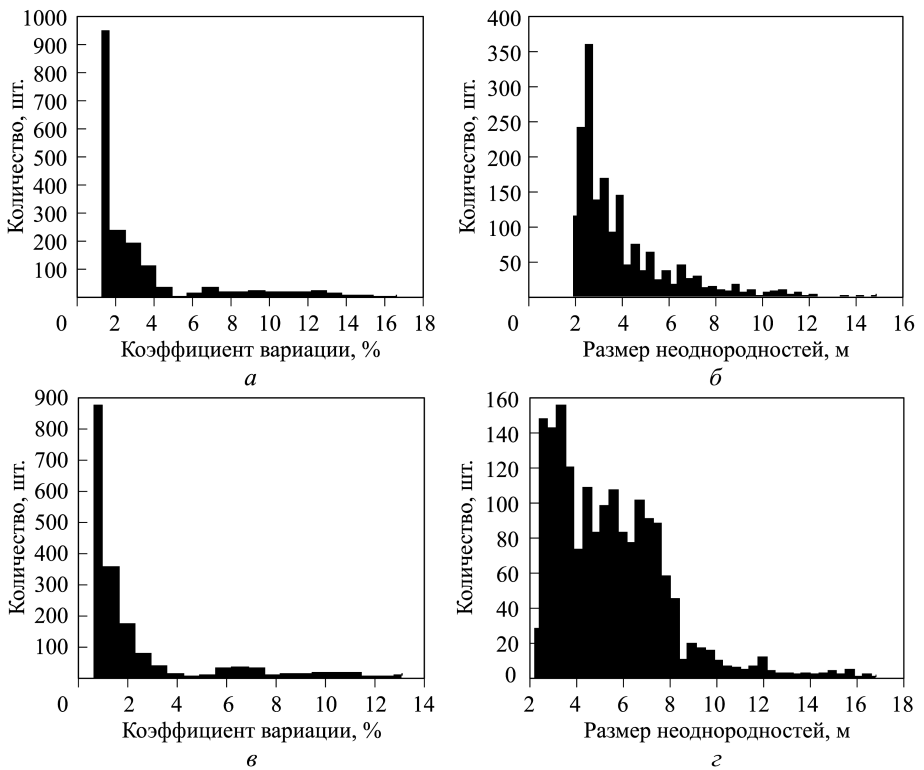 Количество, шт.
1000
900
800
700
600
500
400
300
200
100
0
2 4 6 8 10 12 14 16 18
Коэффициент вариации, %
а
Количество, шт.
400
350
300
250
200
150
100
50
0
2 4 6 8 10 12 14 16
Размер неоднородностей, м
б
Количество, шт.
900
800
700
600
500
400
300
200
100
0
2 4 6 8 10 12 14
Коэффициент вариации, %
в
Количество, шт.
160
140
120
100
80
60
40
20
0
2 4 6 8 10 12 14 16 18
Размер неоднородностей, м
г